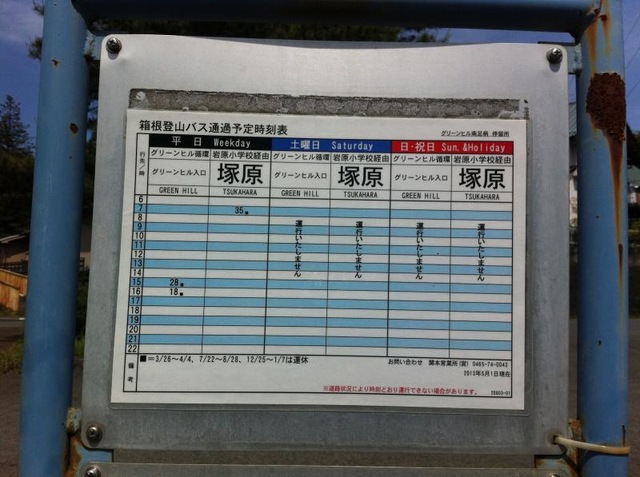 箱根登山バス通過予定時刻表
グリーンヒル南足柄 停留所
行先/時 平日 Weekday 土曜日 Saturday 日・祝日 Sun.&Holiday
グリーンヒル循環 岩原小学校経由 グリーンヒル循環 岩原小学校経由 グリーンヒル循環 岩原小学校経由
グリーンヒル入口 塚原 グリーンヒル入口 塚原 グリーンヒル入口 塚原
GREEN HILL TSUKAHARA GREEN HILL TSUKAHARA GREEN HILL TSUKAHARA
6
7 35■
8
9
10
11
12
13
14
運行いたしません 運行いたしません 運行いたしません 運行いたしません
15 28■
16 18■
17
18
19
20
21
22
備考
■=3/26～4/4、7/22～8/28、12/25～1/7は運休
お問い合わせ 関本営業所(電) 0465-74-0043
2012年5月1日現在
※道路状況により時刻どおり運行できない場合があります。